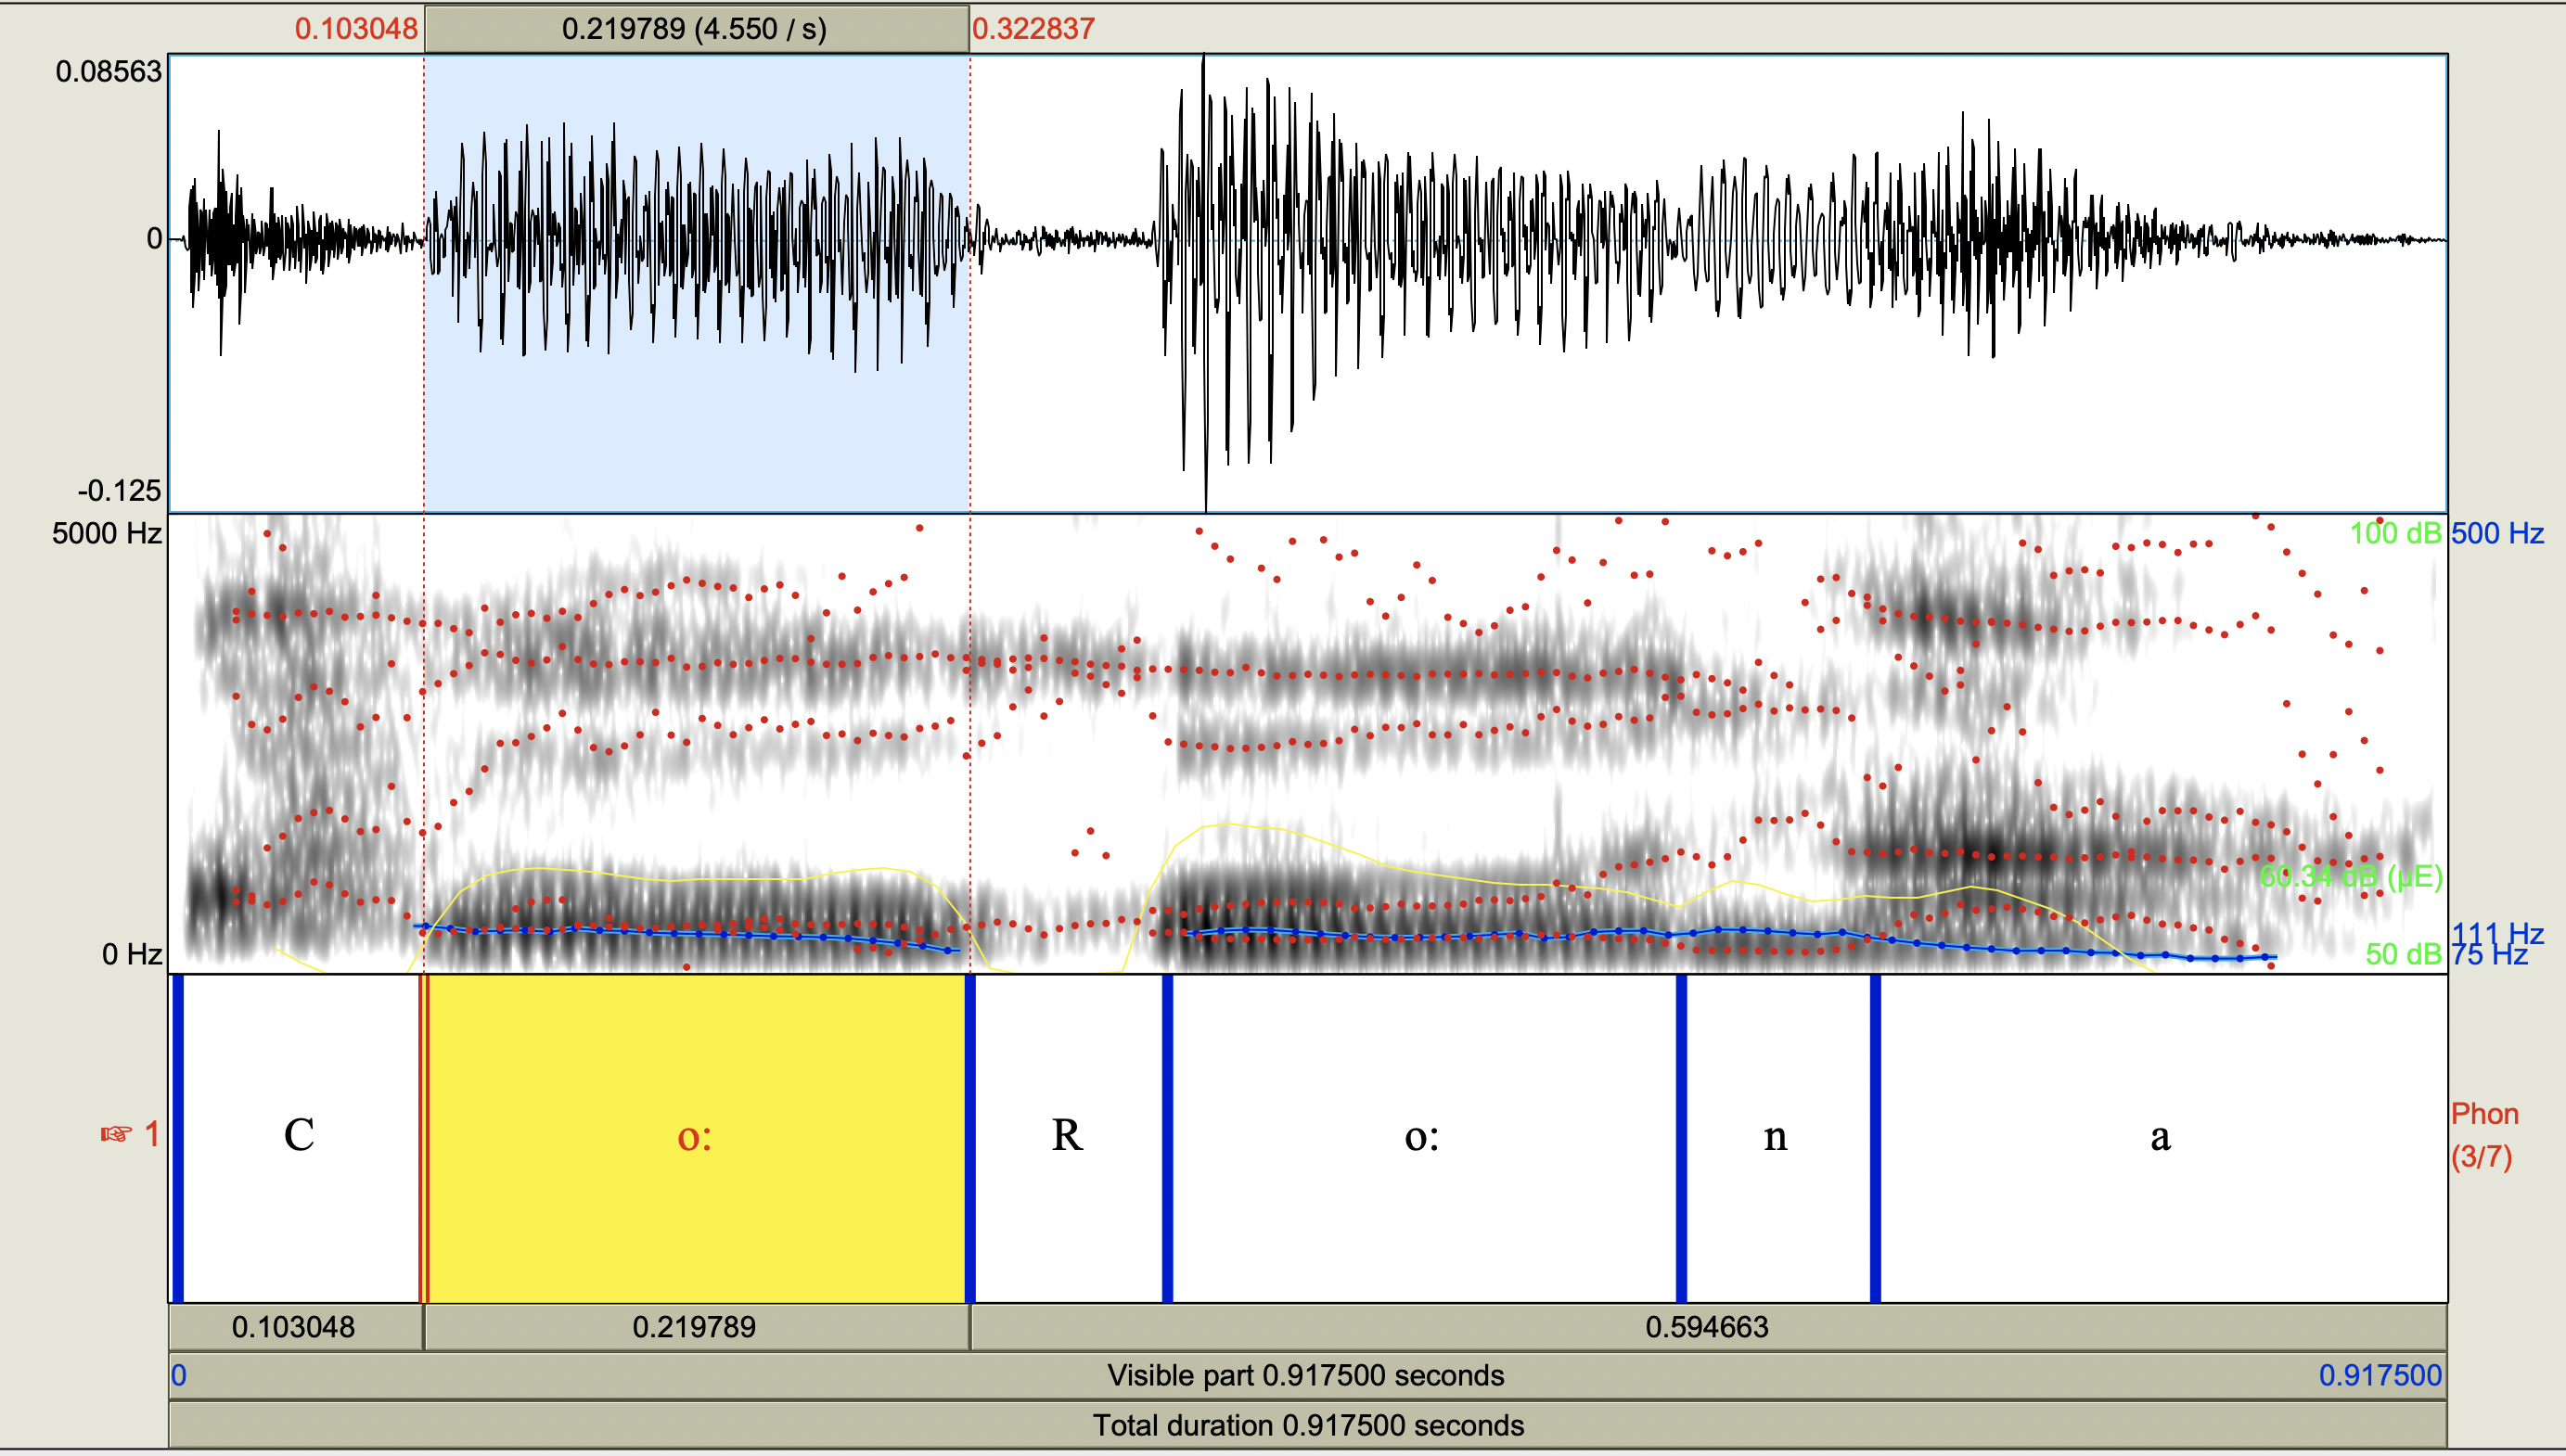 0.103048 0.219789 (4.550 / s) 0.322837
0.08563
0
-0.125
5000 Hz 100 dB 500 Hz
60.34 dB (µE)
111 Hz
0 Hz 50 dB 75 Hz
☞ 1 C o: R o: n a Phon
(3/7)
0.103048 0.219789 0.594663
0 Visible part 0.917500 seconds 0.917500
Total duration 0.917500 seconds